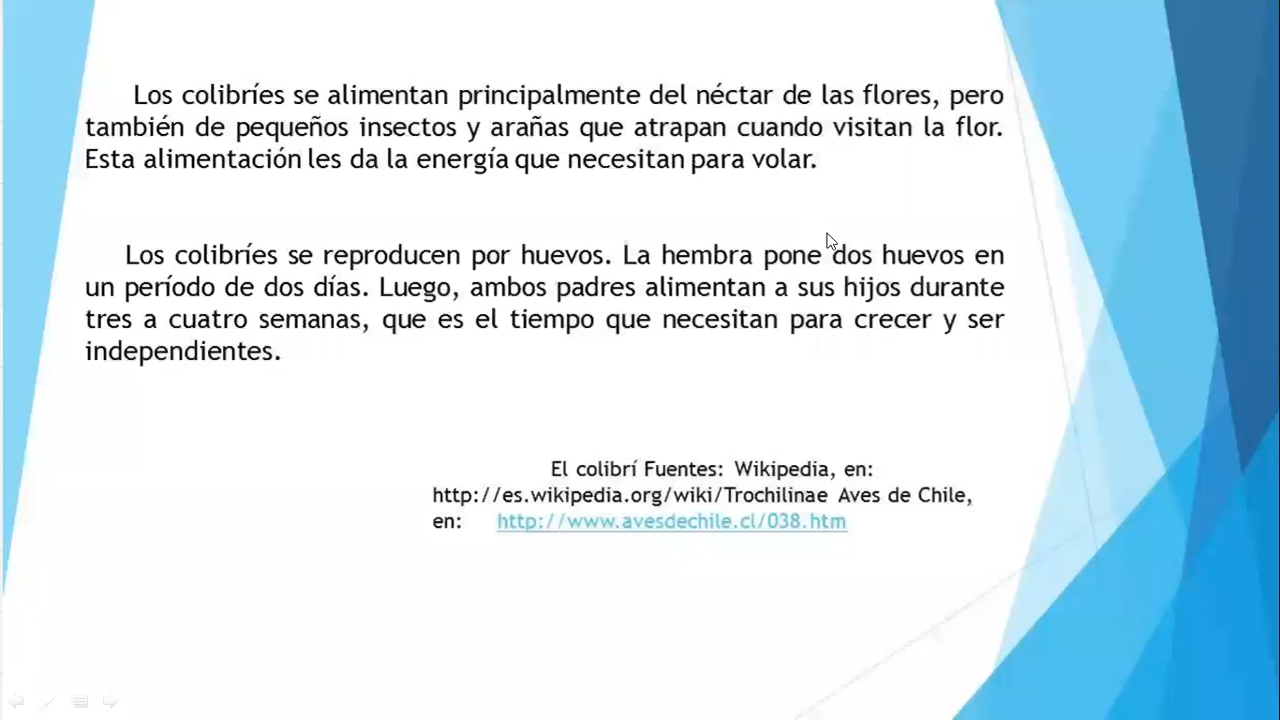 Los colibríes se alimentan principalmente del néctar de las flores, pero
también de pequeños insectos y arañas que atrapan cuando visitan la flor.
Esta alimentación les da la energía que necesitan para volar.
Los colibríes se reproducen por huevos. La hembra pone dos huevos en
un período de dos días. Luego, ambos padres alimentan a sus hijos durante
tres a cuatro semanas, que es el tiempo que necesitan para crecer y ser
independientes.
El colibrí Fuentes: Wikipedia, en:
http://es.wikipedia.org/wiki/Trochilinae Aves de Chile,
en: http://www.avesdechile.cl/038.htm